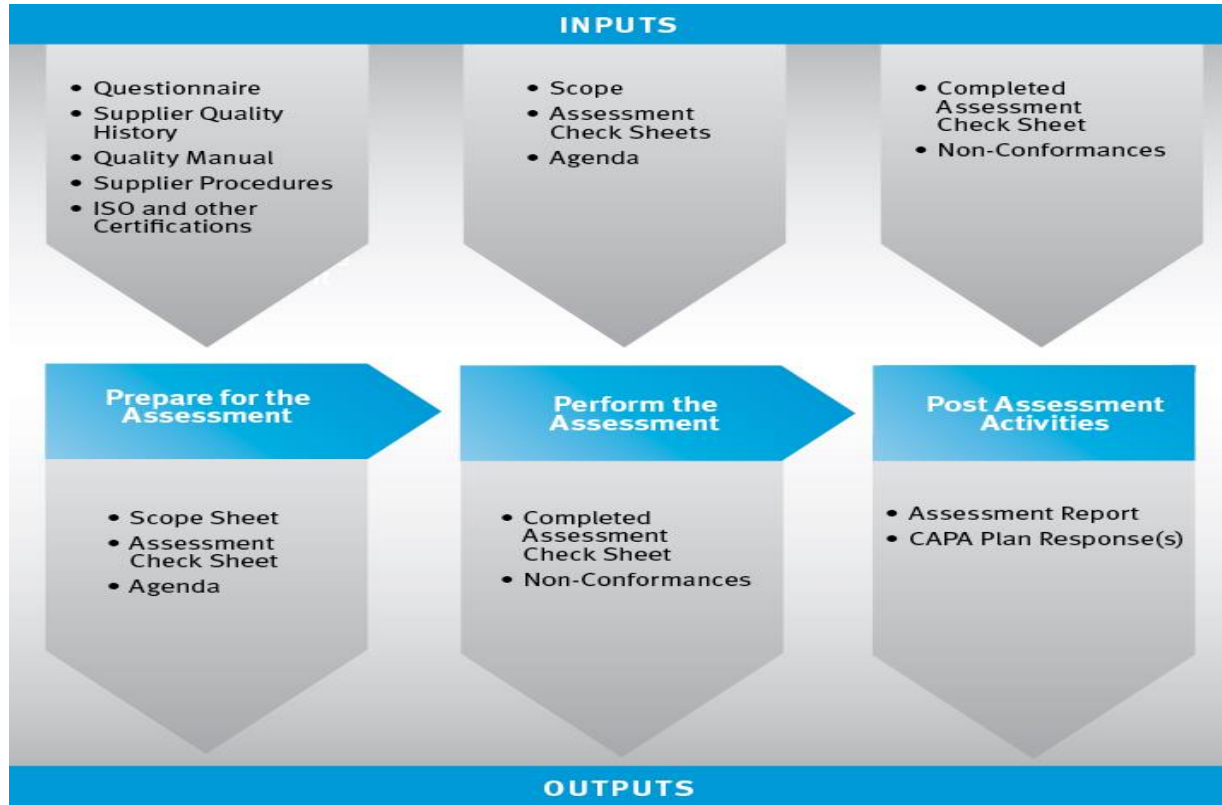 INPUTS
• Questionnaire
• Supplier Quality
History
• Quality Manual
• Supplier Procedures
• ISO and other
Certifications
• Scope
• Assessment
Check Sheets
• Agenda
• Completed
Assessment
Check Sheet
• Non-Conformances
Prepare for the
Assessment
Perform the
Assessment
Post Assessment
Activities
• Scope Sheet
• Assessment
Check Sheet
• Agenda
• Completed
Assessment
Check Sheet
• Non-Conformances
• Assessment Report
• CAPA Plan Response(s)
OUTPUTS